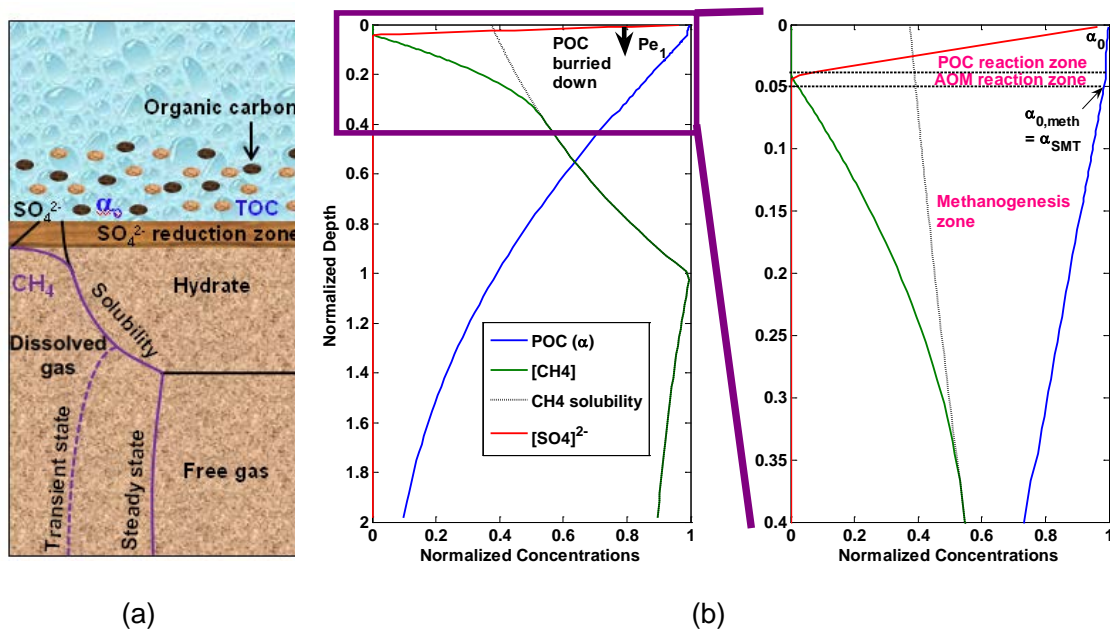 Organic carbon
SO₄²⁻
α₀
TOC
SO₄²⁻ reduction zone
CH₄
Solubility
Hydrate
Dissolved gas
Transient state
Steady state
Free gas
(a)
0
0.2
0.4
0.6
0.8
1
1.2
1.4
1.6
1.8
2
Normalized Depth
POC burried down
Pe₁
POC (α)
[CH4]
CH4 solubility
[SO4]²⁻
0 0.2 0.4 0.6 0.8 1
Normalized Concentrations
0
0.05
0.1
0.15
0.2
0.25
0.3
0.35
0.4
α₀
POC reaction zone
AOM reaction zone
α₀,meth
= αSMT
Methanogenesis zone
0 0.2 0.4 0.6 0.8 1
Normalized Concentrations
(b)